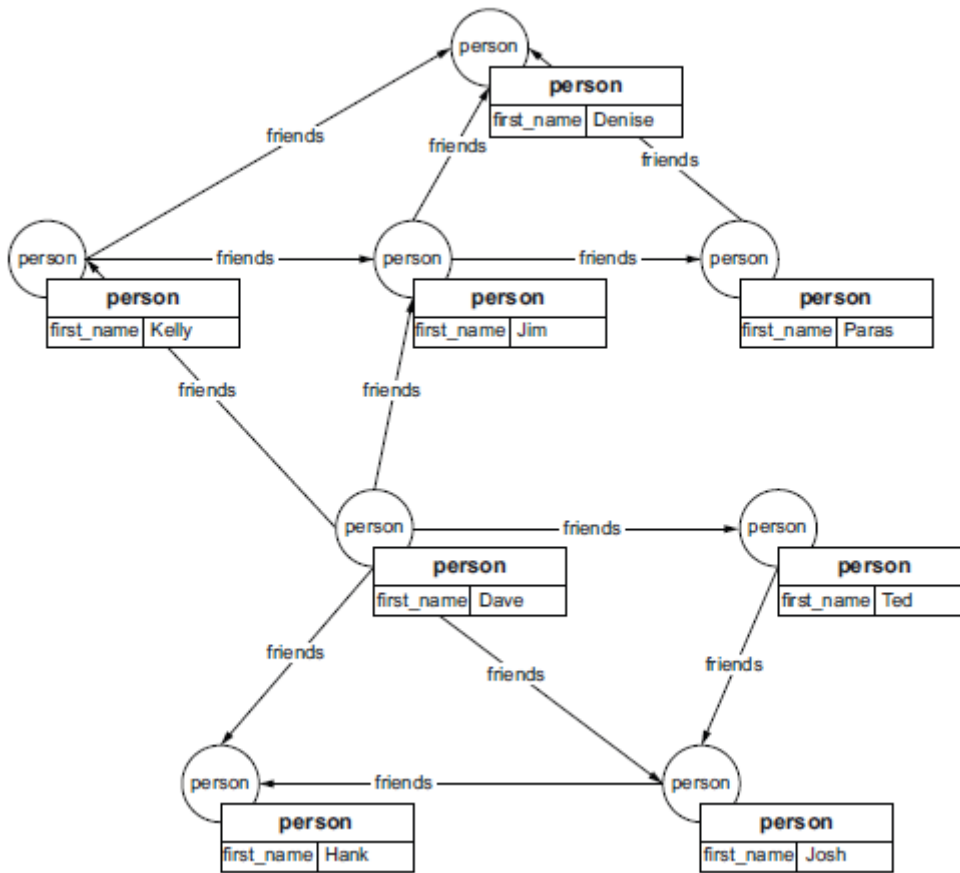 person
person
first_name Denise
friends
friends
friends
person
friends
person
friends
person
person
first_name Kelly
person
first_name Jim
person
first_name Paras
friends
friends
person
friends
person
person
first_name Dave
person
first_name Ted
friends
friends
friends
person
friends
person
person
first_name Hank
person
first_name Josh